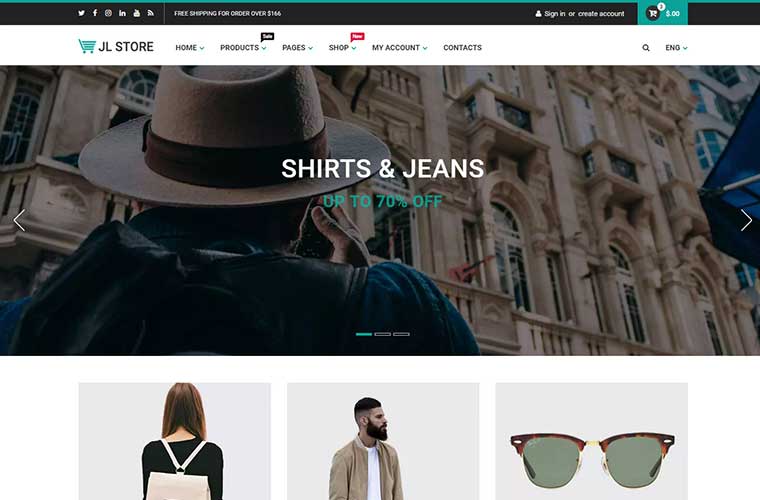 FREE SHIPPING FOR ORDER OVER $166
Sign in or create account
3
$.00
JL STORE
HOME
PRODUCTS
Sale
PAGES
SHOP
New
MY ACCOUNT
CONTACTS
ENG
SHIRTS & JEANS
UP TO 70% OFF